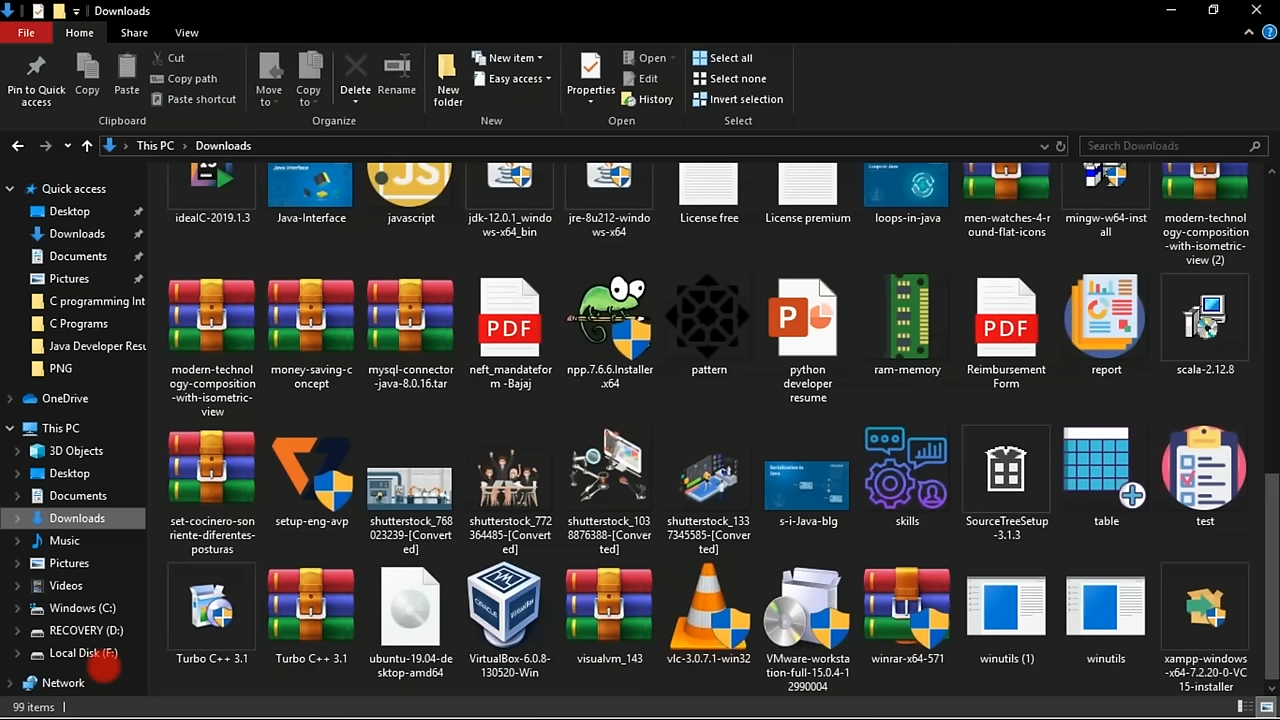 Downloads
File Home Share View
Pin to Quick access
Copy
Paste
Cut
Copy path
Paste shortcut
Clipboard
Move to
Copy to
Delete
Rename
Organize
New folder
New item
Easy access
New
Properties
Open
Edit
History
Open
Select all
Select none
Invert selection
Select
This PC > Downloads
Search Downloads
Quick access
Desktop
Downloads
Documents
Pictures
C programming Int
C Programs
Java Developer Resu
PNG
OneDrive
This PC
3D Objects
Desktop
Documents
Downloads
Music
Pictures
Videos
Windows (C:)
RECOVERY (D:)
Local Disk (F:)
Network
ideaIC-2019.1.3
Java Interface
Java-Interface
JS
javascript
jdk-12.0.1_windo
ws-x64_bin
jre-8u212-windo
ws-x64
License free
License premium
Loops in Java
loops-in-java
men-watches-4-r
ound-flat-icons
mingw-w64-inst
all
modern-technol
ogy-composition
-with-isometric-
view (2)
modern-technol
ogy-composition
-with-isometric-
view
money-saving-c
oncept
mysql-connector
-java-8.0.16.tar
PDF
neft_mandatefor
m -Bajaj
npp.7.6.6.Installer
.x64
pattern
P
python
developer
resume
ram-memory
PDF
Reimbursement
Form
report
scala-2.12.8
set-cocinero-son
riente-diferentes-
posturas
setup-eng-avp
shutterstock_768
023239-[Convert
ed]
shutterstock_772
364485-[Convert
ed]
shutterstock_103
8876388-[Conver
ted]
shutterstock_133
7345585-[Conver
ted]
Serialization in
Java
s-i-Java-blg
skills
SourceTreeSetup
-3.1.3
table
test
Turbo C++ 3.1
Turbo C++ 3.1
ubuntu-19.04-de
sktop-amd64
VirtualBox-6.0.8-
130520-Win
visualvm_143
vlc-3.0.7.1-win32
VMware-worksta
tion-full-15.0.4-1
2990004
winrar-x64-571
winutils (1)
winutils
xampp-windows
-x64-7.2.20-0-VC
15-installer
99 items